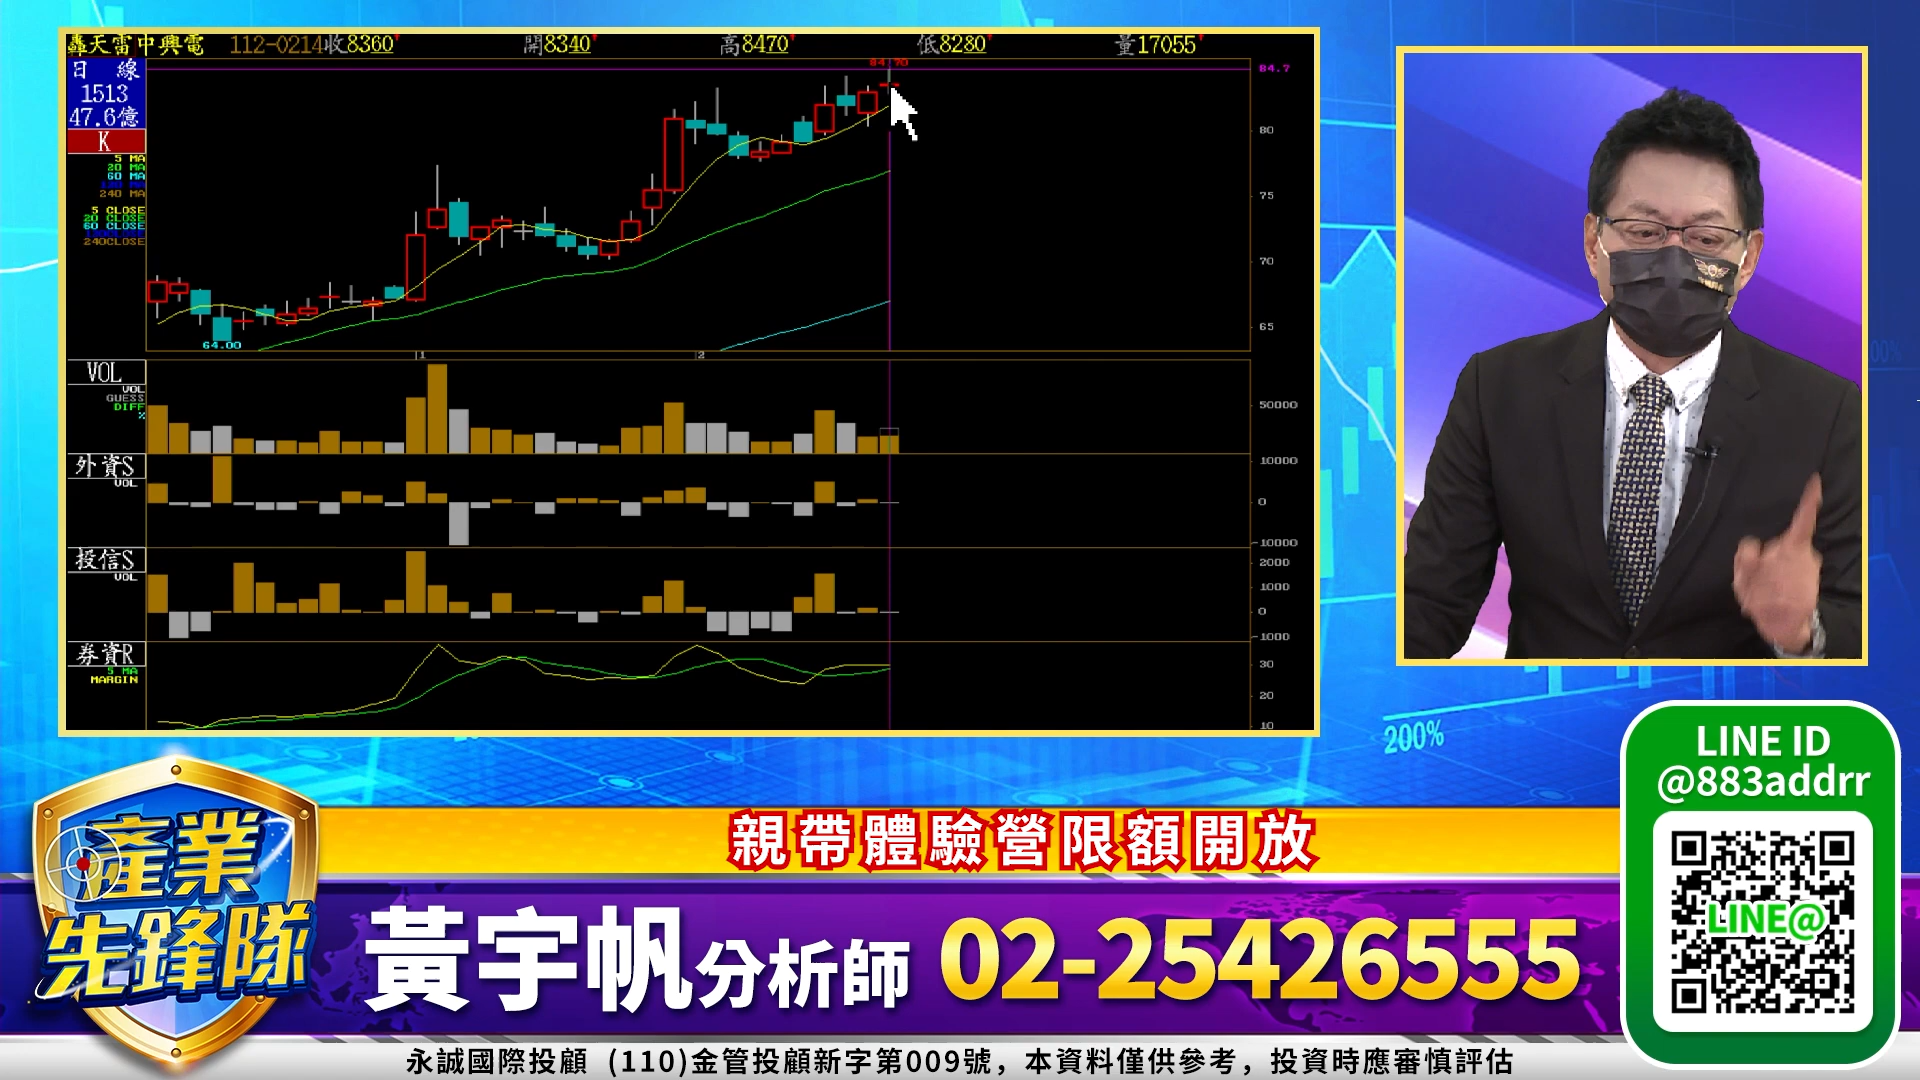 轟天雷中興電 112-0214收8360 開8340 高8470 低8280 量17055
日 線
1513
47.6億
K
5 MA
20 MA
60 MA
240 MA
5 CLOSE
20 CLOSE
60 CLOSE
240CLOSE
84.70
84.7
80
75
70
65
64.00
1
2
VOL
VOL
GUESS
DIFF
%
50000
外資S
VOL
10000
0
-10000
投信S
VOL
2000
1000
0
-1000
券資R
5 MA
MARGIN
30
20
10
200%
LINE ID
@883addrr
LINE@
產業
先鋒隊
親帶體驗營限額開放
黃宇帆分析師 02-25426555
永誠國際投顧 (110)金管投顧新字第009號，本資料僅供參考，投資時應審慎評估